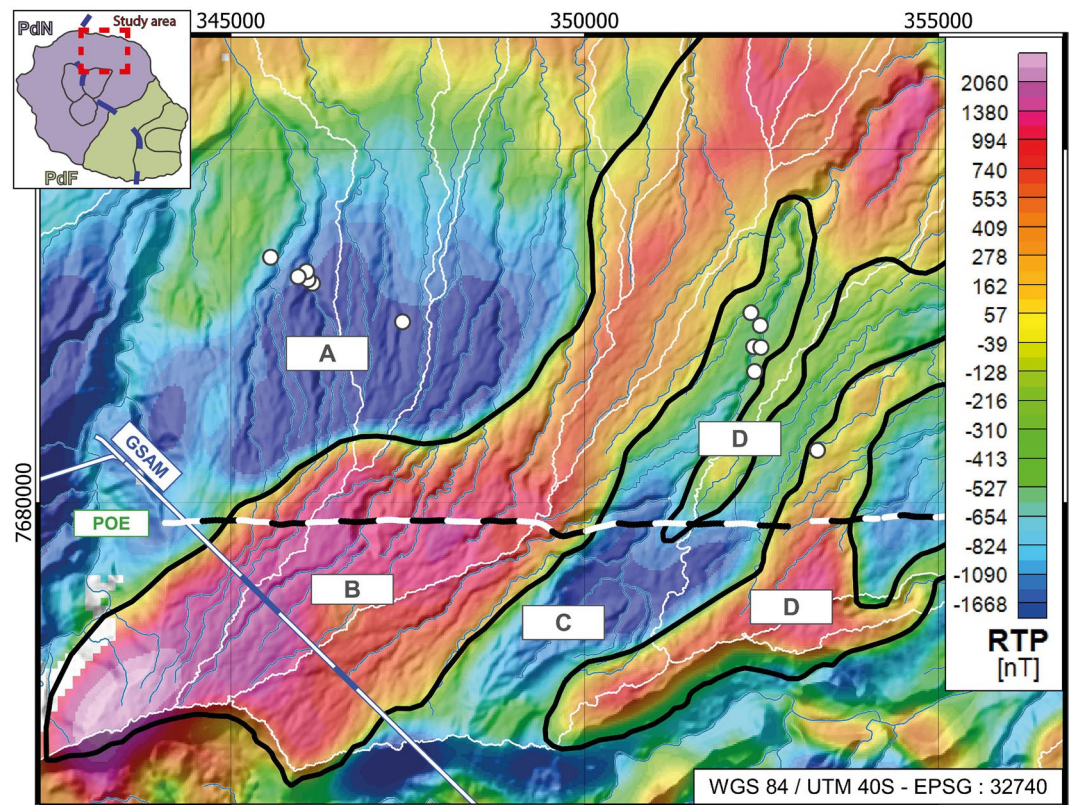 PdN
Study area
PdF
345000
350000
355000
7680000
A
B
C
D
D
GSAM
POE
2060
1380
994
740
553
409
278
162
57
-39
-128
-216
-310
-413
-527
-654
-824
-1090
-1668
RTP
[nT]
WGS 84 / UTM 40S - EPSG : 32740